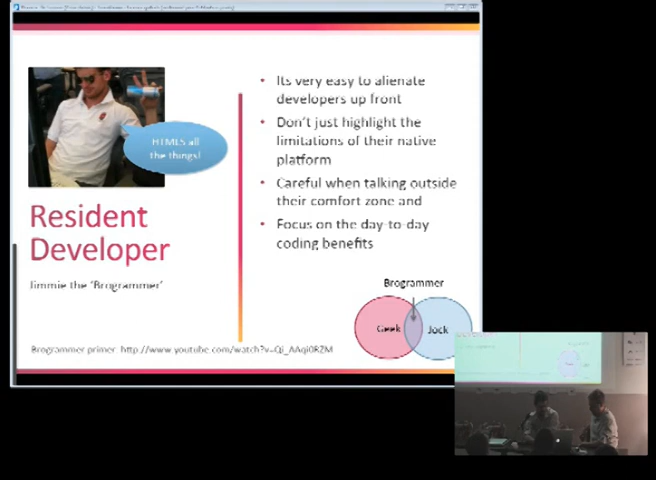 HTML5 all
the things!
Resident
Developer
Jimmie the 'Brogrammer'
• Its very easy to alienate
developers up front
• Don't just highlight the
limitations of their native
platform
• Careful when talking outside
their comfort zone and
• Focus on the day-to-day
coding benefits
Brogrammer
Geek
Jock
Brogrammer primer: http://www.youtube.com/watch?v=